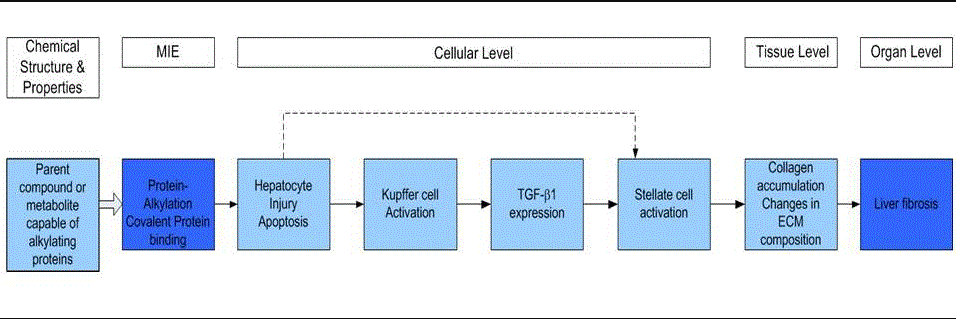 Chemical
Structure &
Properties
MIE
Cellular Level
Tissue Level
Organ Level
Parent
compound or
metabolite
capable of
alkylating
proteins
Protein-
Alkylation
Covalent Protein
binding
Hepatocyte
Injury
Apoptosis
Kupffer cell
Activation
TGF-β1
expression
Stellate cell
activation
Collagen
accumulation
Changes in
ECM
composition
Liver fibrosis